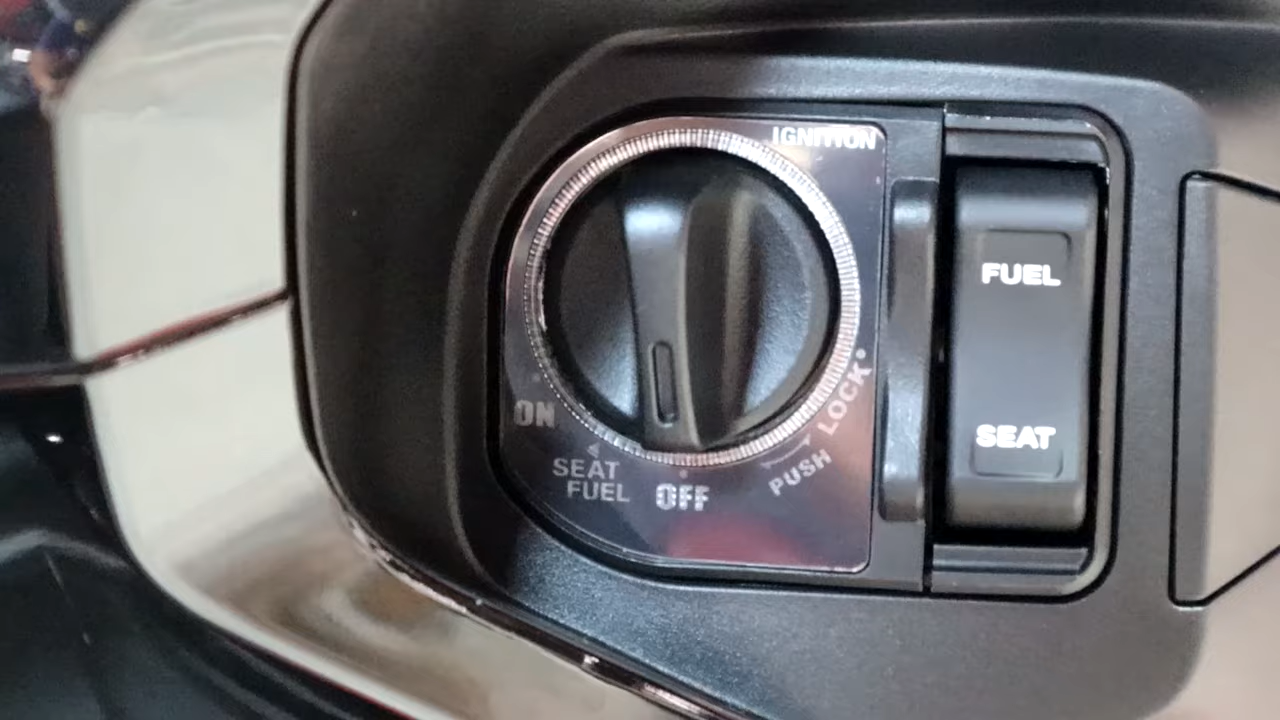 IGNITION
FUEL
LOCK
ON
SEAT
SEAT
FUEL
OFF
PUSH